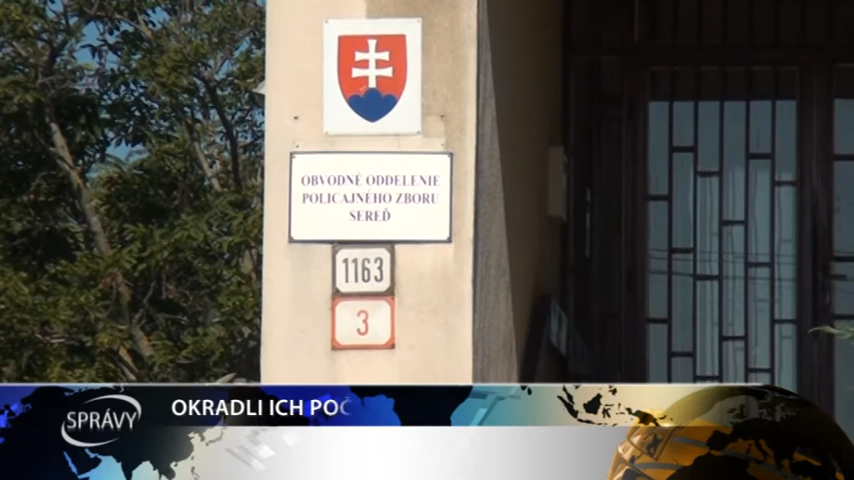 OBVODNÉ ODDELENIE
POLICAJNÉHO ZBORU
SEREĎ
1163
3
SPRÁVY
OKRADLI ICH